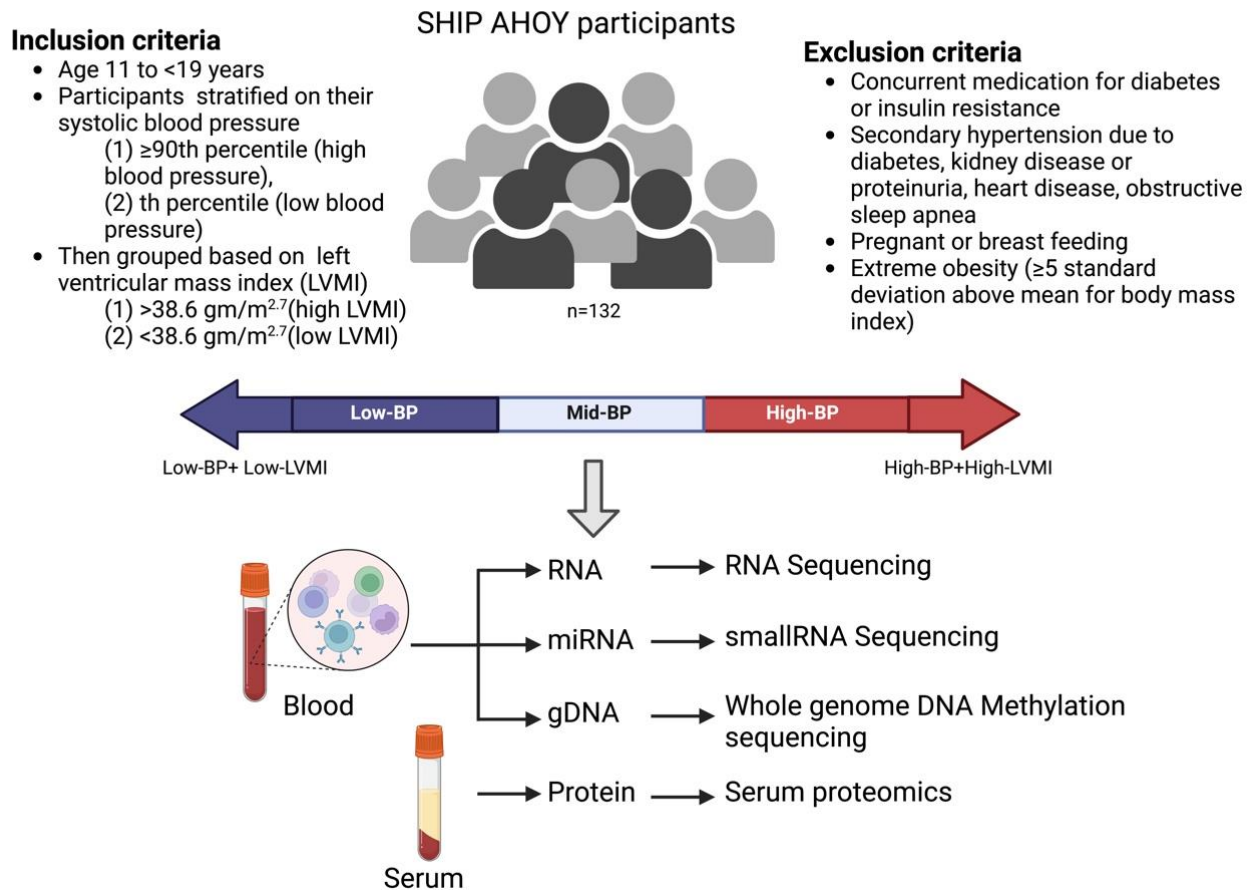 SHIP AHOY participants
Inclusion criteria
• Age 11 to <19 years
• Participants stratified on their
systolic blood pressure
(1) ≥90th percentile (high
blood pressure),
(2) th percentile (low blood
pressure)
• Then grouped based on left
ventricular mass index (LVMI)
(1) >38.6 gm/m²·⁷(high LVMI)
(2) <38.6 gm/m²·⁷(low LVMI)
n=132
Exclusion criteria
• Concurrent medication for diabetes
or insulin resistance
• Secondary hypertension due to
diabetes, kidney disease or
proteinuria, heart disease, obstructive
sleep apnea
• Pregnant or breast feeding
• Extreme obesity (≥5 standard
deviation above mean for body mass
index)
Low-BP
Mid-BP
High-BP
Low-BP+ Low-LVMI
High-BP+High-LVMI
Blood
RNA
RNA Sequencing
miRNA
smallRNA Sequencing
gDNA
Whole genome DNA Methylation
sequencing
Protein
Serum proteomics
Serum